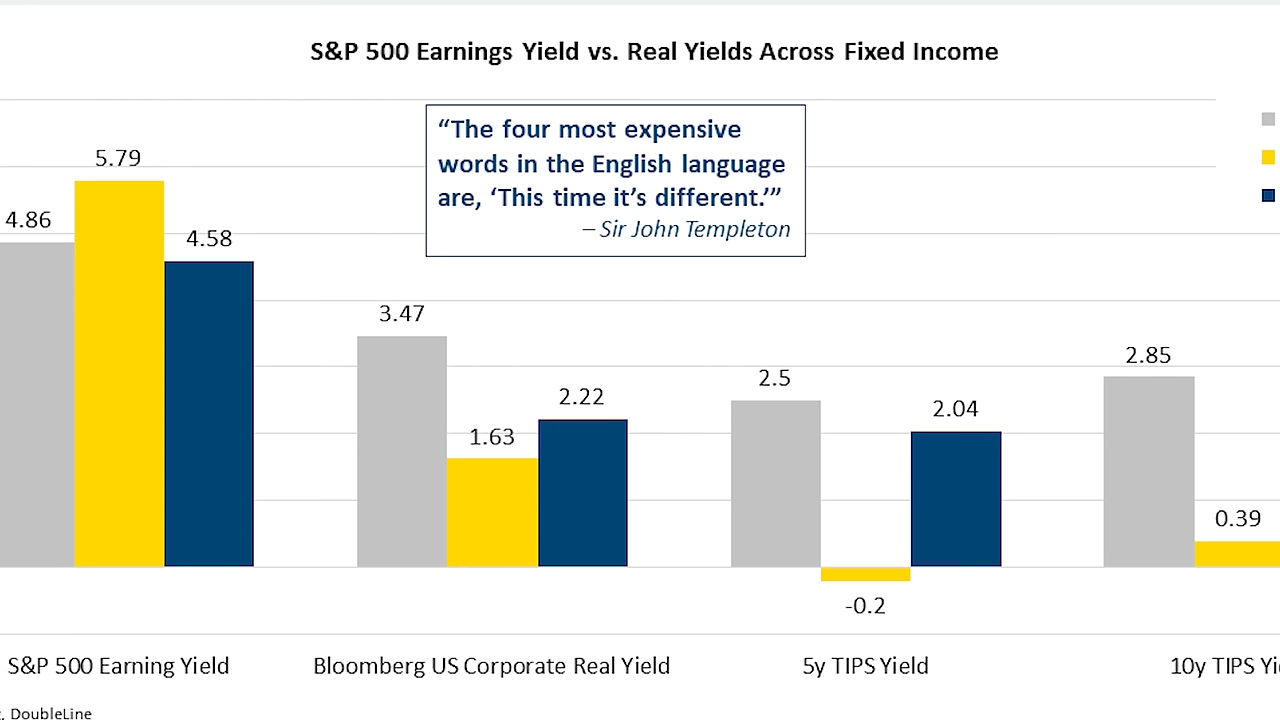 S&P 500 Earnings Yield vs. Real Yields Across Fixed Income
“The four most expensive
words in the English language
are, ‘This time it’s different.’”
– Sir John Templeton
4.86
5.79
4.58
3.47
1.63
2.22
2.5
-0.2
2.04
2.85
0.39
S&P 500 Earning Yield
Bloomberg US Corporate Real Yield
5y TIPS Yield
10y TIPS
DoubleLine